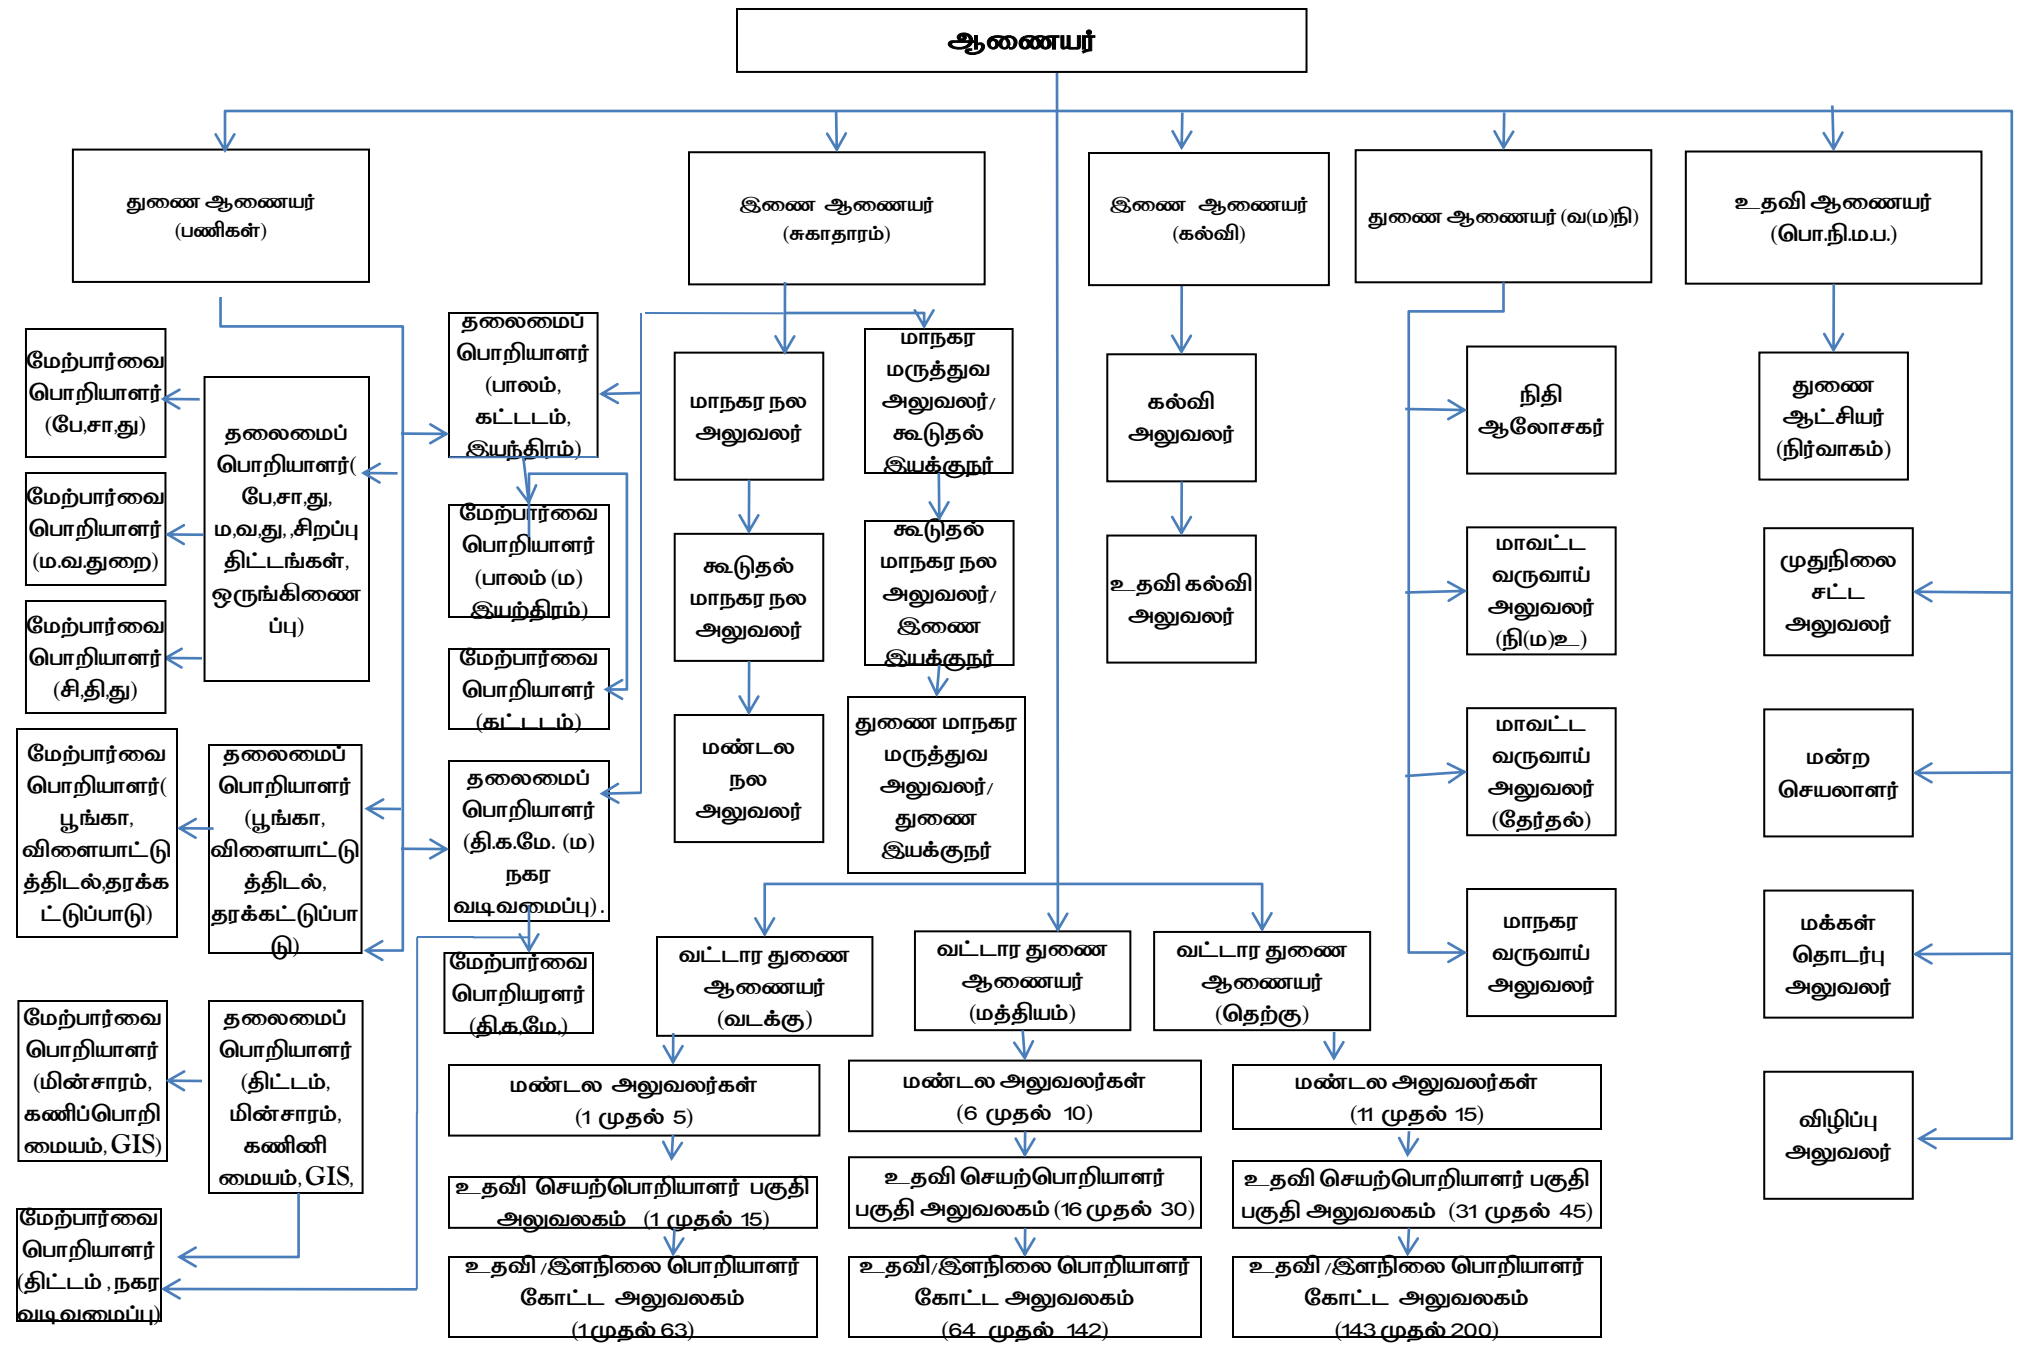 ஆணையர்
துணை ஆணையர்
(பணிகள்)
இணை ஆணையர்
(சுகாதாரம்)
இணை ஆணையர்
(கல்வி)
துணை ஆணையர் (வ(ம)நி)
உதவி ஆணையர்
(பொ.நி.ம.ப.)
மேற்பார்வை
பொறியாளர்
(பே,சா,து)
மேற்பார்வை
பொறியாளர்
(ம.வ.துறை)
மேற்பார்வை
பொறியாளர்
(சி,தி,து)
மேற்பார்வை
பொறியாளர்(
பூங்கா,
விளையாட்டு
த்திடல்,தரக்க
ட்டுப்பாடு)
மேற்பார்வை
பொறியாளர்
(மின்சாரம்,
கணிப்பொறி
மையம், GIS)
மேற்பார்வை
பொறியாளர்
(திட்டம் , நகர
வடிவமைப்பு)
தலைமைப்
பொறியாளர்(
பே,சா,து,
ம,வ,து, ,சிறப்பு
திட்டங்கள்,
ஒருங்கிணை
ப்பு)
தலைமைப்
பொறியாளர்
(பூங்கா,
விளையாட்டு
த்திடல்,
தரக்கட்டுப்பா
டு)
தலைமைப்
பொறியாளர்
(திட்டம்,
மின்சாரம்,
கணினி
மையம், GIS,
தலைமைப்
பொறியாளர்
(பாலம்,
கட்டடம்,
இயந்திரம்)
மேற்பார்வை
பொறியாளர்
(பாலம் (ம)
இயற்திரம்)
மேற்பார்வை
பொறியாளர்
(கட்டடம்)
தலைமைப்
பொறியாளர்
(தி.க.மே. (ம)
நகர
வடிவமைப்பு) .
மேற்பார்வை
பொறியரளர்
(தி,க,மே,)
மாநகர நல
அலுவலர்
கூடுதல்
மாநகர நல
அலுவலர்
மண்டல
நல
அலுவலர்
மாநகர
மருத்துவ
அலுவலர்/
கூடுதல்
இயக்குநர்
கூடுதல்
மாநகர நல
அலுவலர்/
இணை
இயக்குநர்
துணை மாநகர
மருத்துவ
அலுவலர்/
துணை
இயக்குநர்
கல்வி
அலுவலர்
உதவி கல்வி
அலுவலர்
நிதி
ஆலோசகர்
மாவட்ட
வருவாய்
அலுவலர்
(நி(ம)உ)
மாவட்ட
வருவாய்
அலுவலர்
(தேர்தல்)
மாநகர
வருவாய்
அலுவலர்
துணை
ஆட்சியர்
(நிர்வாகம்)
முதுநிலை
சட்ட
அலுவலர்
மன்ற
செயலாளர்
மக்கள்
தொடர்பு
அலுவலர்
விழிப்பு
அலுவலர்
வட்டார துணை
ஆணையர்
(வடக்கு)
வட்டார துணை
ஆணையர்
(மத்தியம்)
வட்டார துணை
ஆணையர்
(தெற்கு)
மண்டல அலுவலர்கள்
(1 முதல் 5)
மண்டல அலுவலர்கள்
(6 முதல் 10)
மண்டல அலுவலர்கள்
(11 முதல் 15)
உதவி செயற்பொறியாளர் பகுதி
அலுவலகம் (1 முதல் 15)
உதவி செயற்பொறியாளர்
பகுதி அலுவலகம் (16 முதல் 30)
உதவி செயற்பொறியாளர் பகுதி
பகுதி அலுவலகம் (31 முதல் 45)
உதவி /இளநிலை பொறியாளர்
கோட்ட அலுவலகம்
(1 முதல் 63)
உதவி/இளநிலை பொறியாளர்
கோட்ட அலுவலகம்
(64 முதல் 142)
உதவி /இளநிலை பொறியாளர்
கோட்ட அலுவலகம்
(143 முதல் 200)